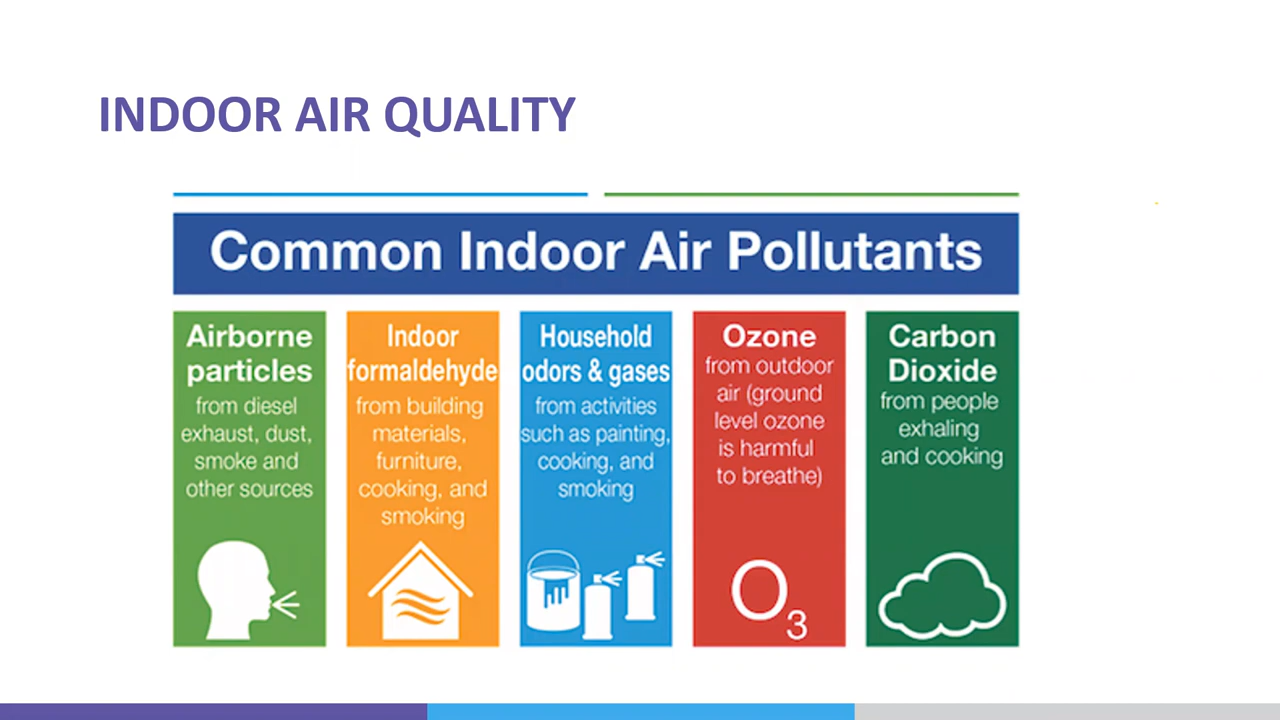 INDOOR AIR QUALITY
Common Indoor Air Pollutants
Airborne
particles
from diesel
exhaust, dust,
smoke and
other sources
Indoor
formaldehyde
from building
materials,
furniture,
cooking, and
smoking
Household
odors & gases
from activities
such as painting,
cooking, and
smoking
Ozone
from outdoor
air (ground
level ozone
is harmful
to breathe)
O3
Carbon
Dioxide
from people
exhaling
and cooking